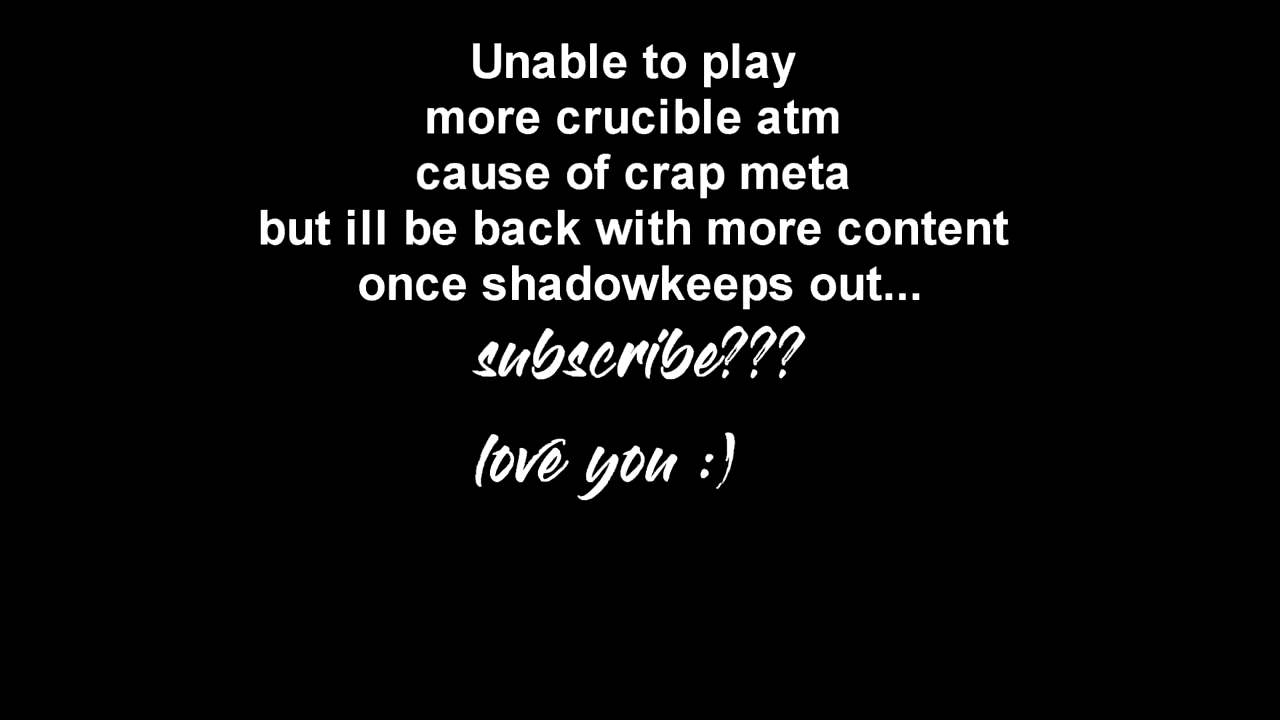 Unable to play
more crucible atm
cause of crap meta
but ill be back with more content
once shadowkeeps out...
subscribe???
love you :)